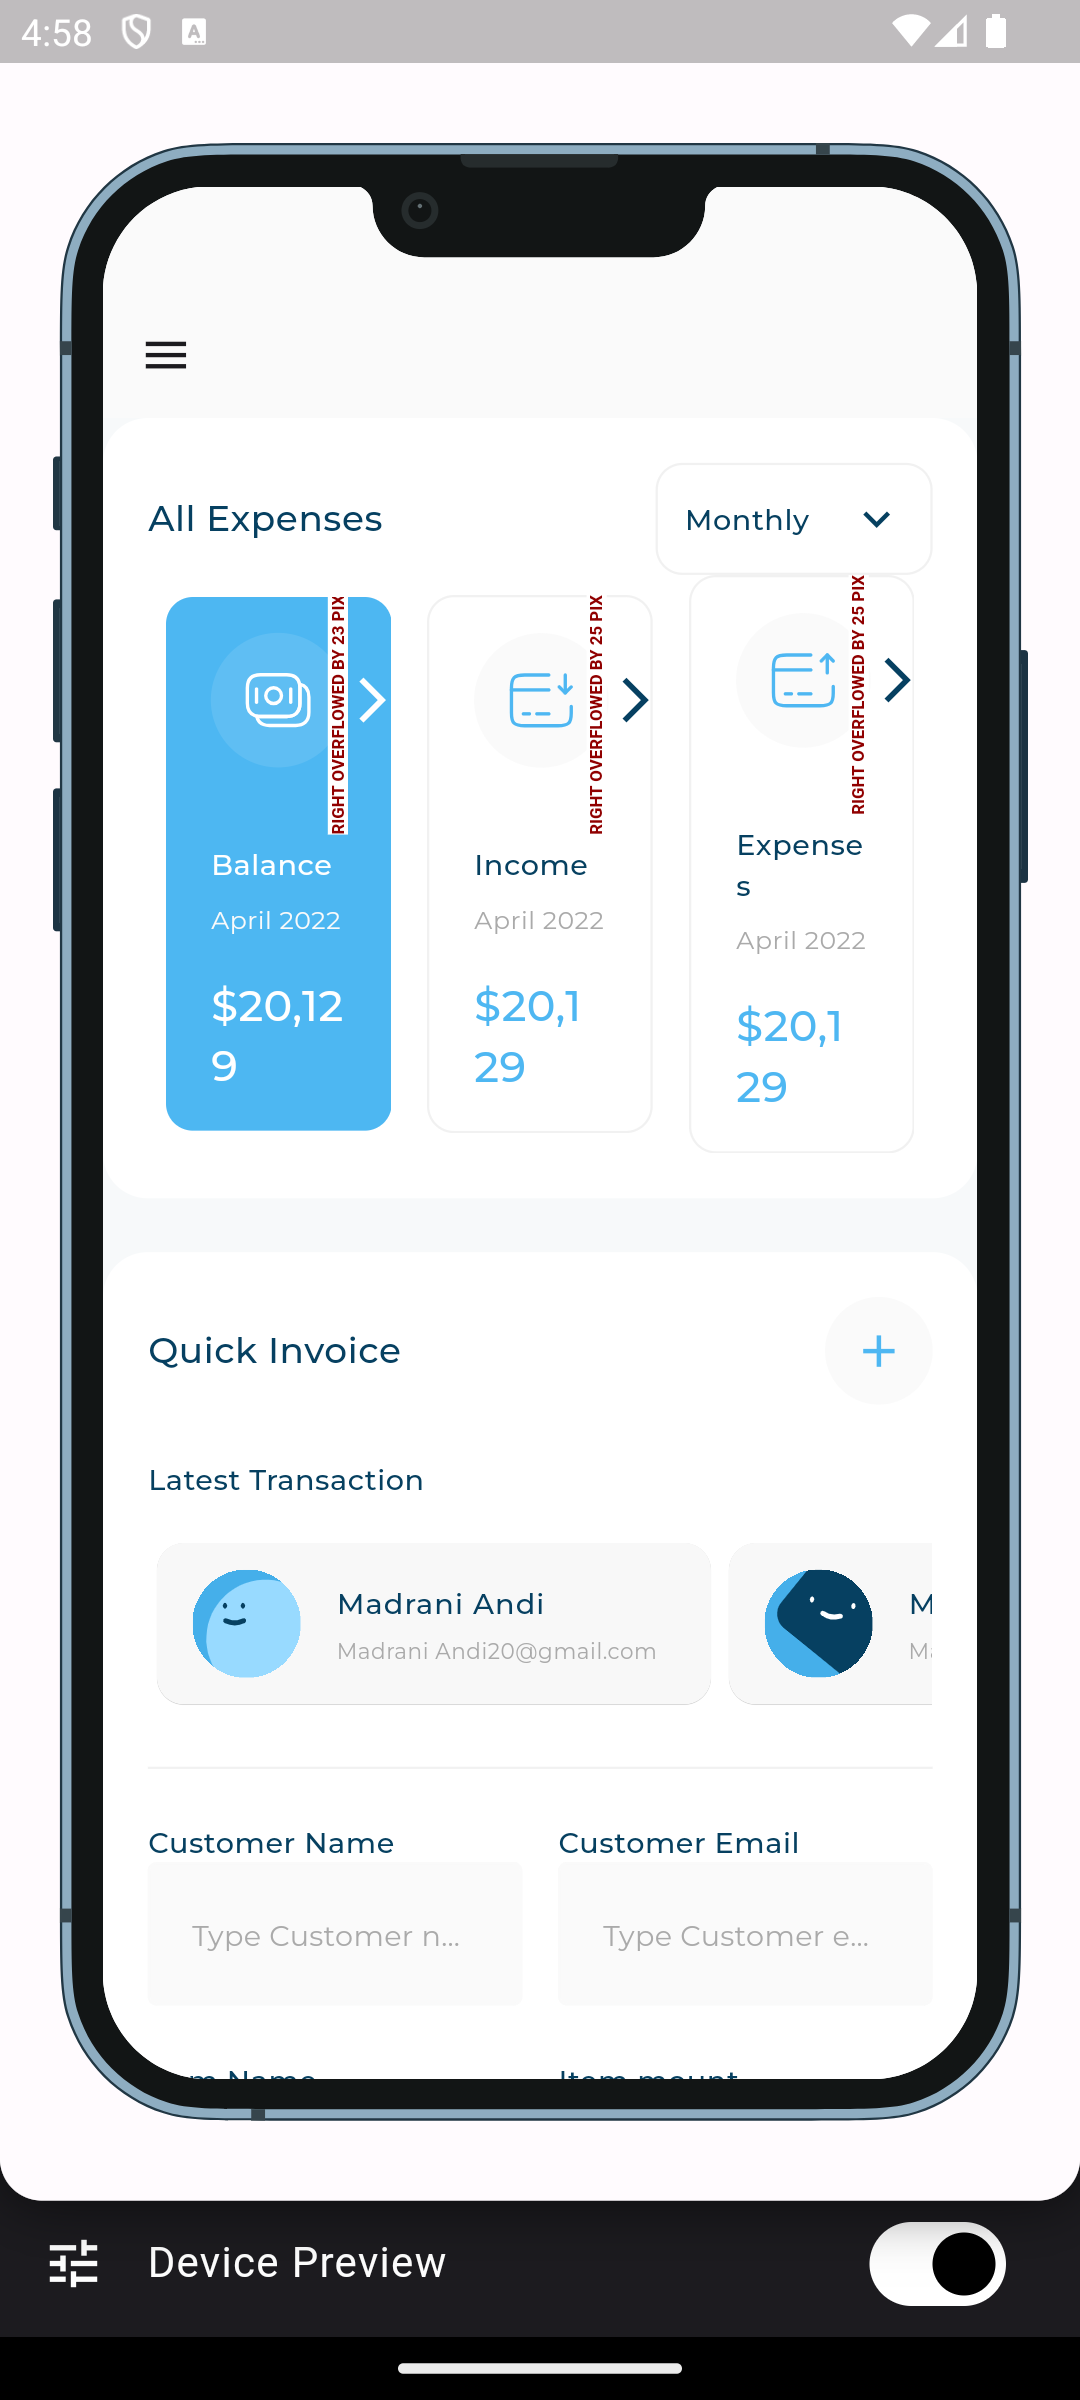 4:58
All Expenses
Monthly
RIGHT OVERFLOWED BY 23 PIX
Balance
April 2022
$20,12
9
RIGHT OVERFLOWED BY 25 PIX
Income
April 2022
$20,1
29
RIGHT OVERFLOWED BY 25 PIX
Expense
s
April 2022
$20,1
29
Quick Invoice
Latest Transaction
Madrani Andi
Madrani Andi20@gmail.com
Customer Name
Customer Email
Type Customer n...
Type Customer e...
Name
Item mount
Device Preview